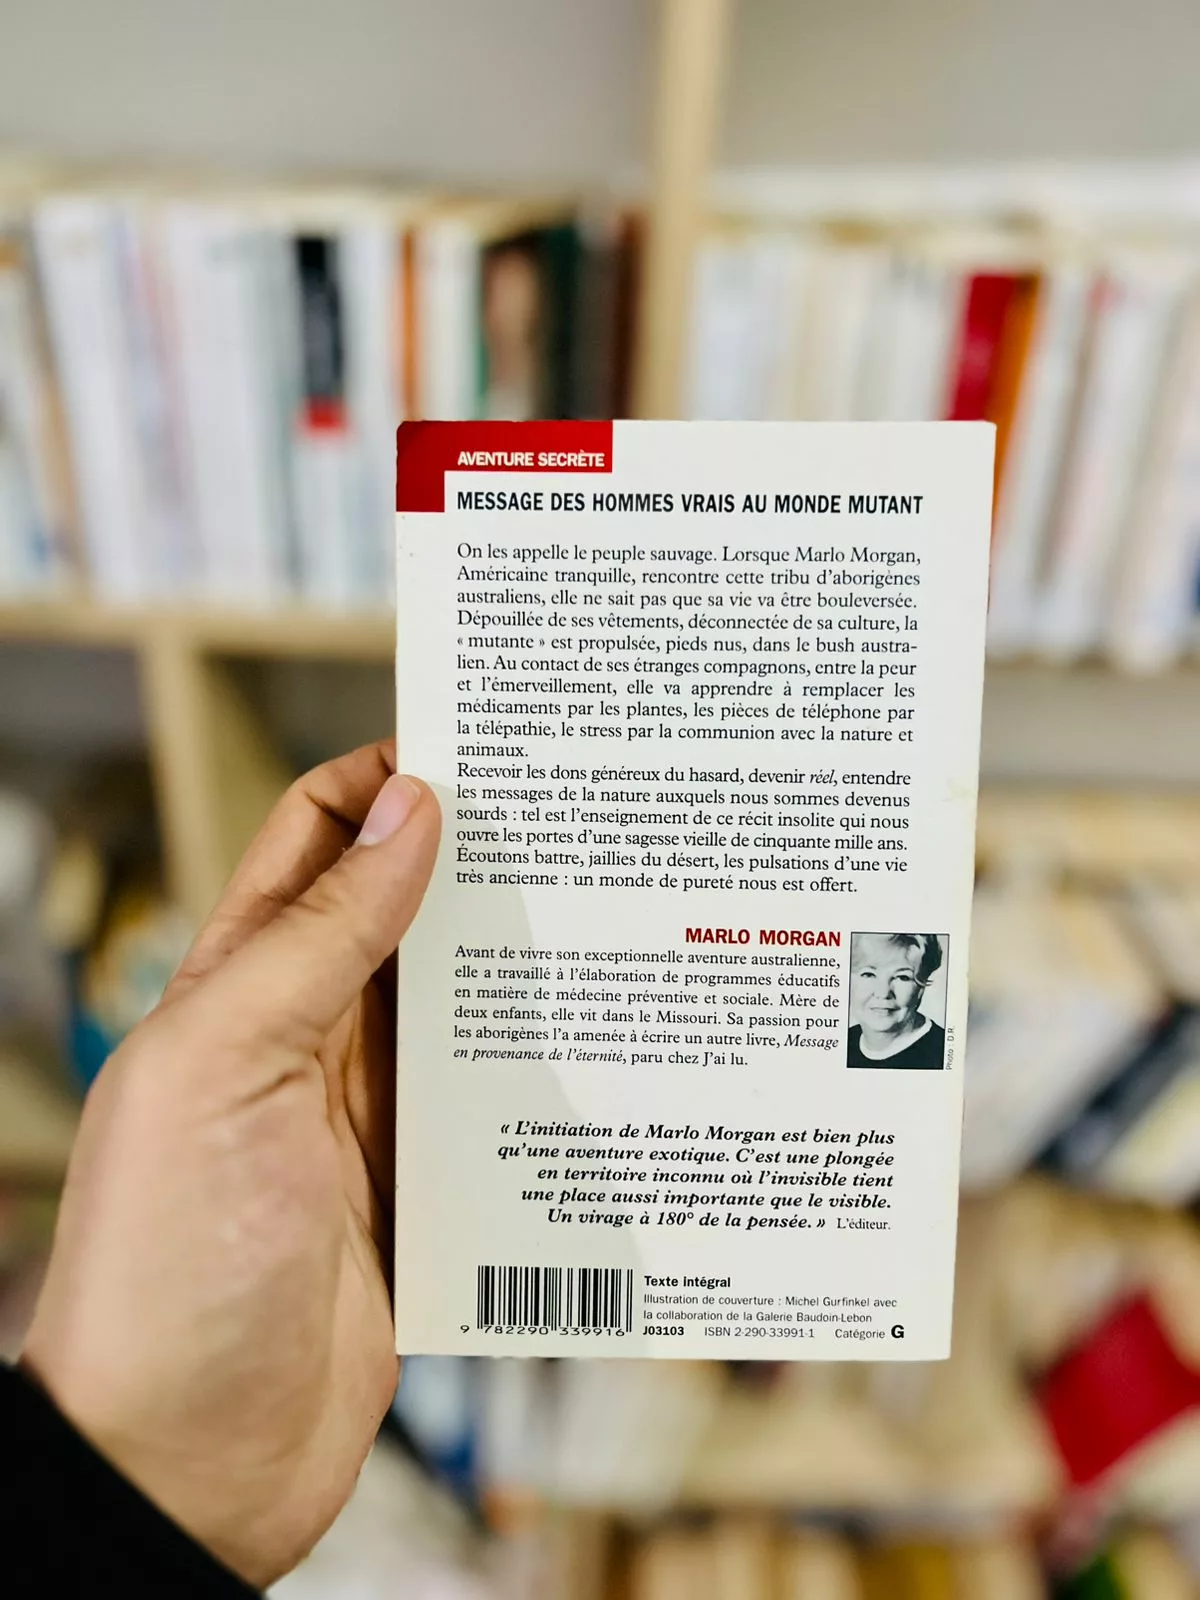 AVENTURE SECRÈTE
MESSAGE DES HOMMES VRAIS AU MONDE MUTANT
On les appelle le peuple sauvage. Lorsque Marlo Morgan,
Américaine tranquille, rencontre cette tribu d'aborigènes
australiens, elle ne sait pas que sa vie va être bouleversée.
Dépouillée de ses vêtements, déconnectée de sa culture, la
« mutante » est propulsée, pieds nus, dans le bush austra-
lien. Au contact de ses étranges compagnons, entre la peur
et l'émerveillement, elle va apprendre à remplacer les
médicaments par les plantes, les pièces de téléphone par
la télépathie, le stress par la communion avec la nature et
animaux.
Recevoir les dons généreux du hasard, devenir réel, entendre
les messages de la nature auxquels nous sommes devenus
sourds : tel est l'enseignement de ce récit insolite qui nous
ouvre les portes d'une sagesse vieille de cinquante mille ans.
Écoutons battre, jaillies du désert, les pulsations d'une vie
très ancienne : un monde de pureté nous est offert.
MARLO MORGAN
Avant de vivre son exceptionnelle aventure australienne,
elle a travaillé à l'élaboration de programmes éducatifs
en matière de médecine préventive et sociale. Mère de
deux enfants, elle vit dans le Missouri. Sa passion pour
les aborigènes l'a amenée à écrire un autre livre, Message
en provenance de l'éternité, paru chez J'ai lu.
Photo : D.R.
« L'initiation de Marlo Morgan est bien plus
qu'une aventure exotique. C'est une plongée
en territoire inconnu où l'invisible tient
une place aussi importante que le visible.
Un virage à 180° de la pensée. » L'éditeur.
9 782290 339916
Texte intégral
Illustration de couverture : Michel Gurfinkel avec
la collaboration de la Galerie Baudoin-Lebon
J03103 ISBN 2-290-33991-1 Catégorie G